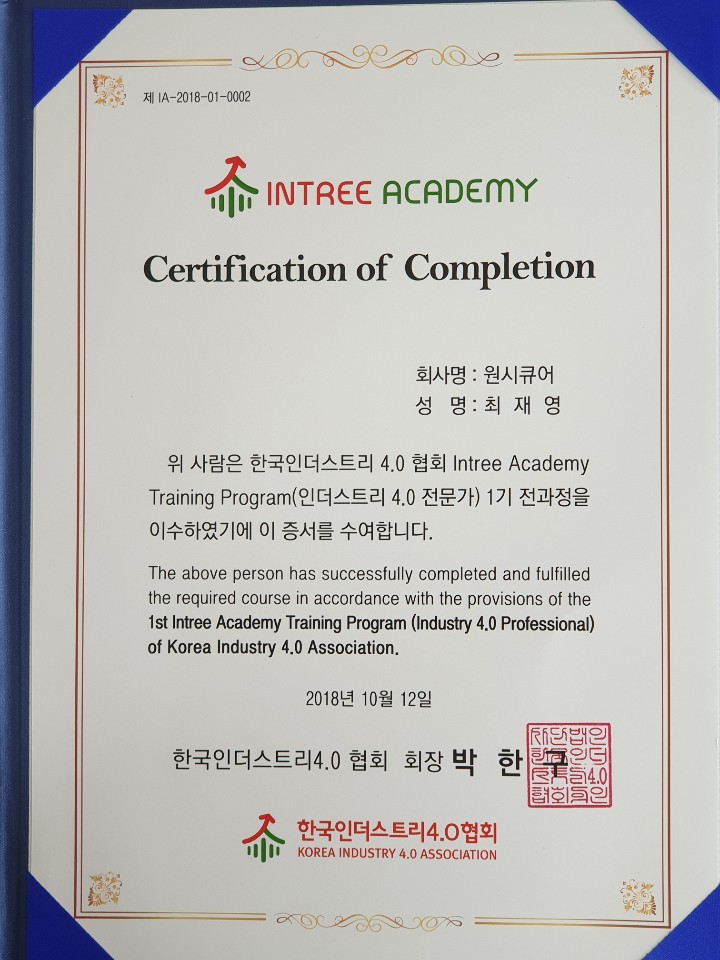 제 IA-2018-01-0002
INTREE ACADEMY
Certification of Completion
회사명 : 원시큐어
성 명 : 최 재 영
위 사람은 한국인더스트리 4.0 협회 Intree Academy
Training Program(인더스트리 4.0 전문가) 1기 전과정을
이수하였기에 이 증서를 수여합니다.
The above person has successfully completed and fulfilled
the required course in accordance with the provisions of the
1st Intree Academy Training Program (Industry 4.0 Professional)
of Korea Industry 4.0 Association.
2018년 10월 12일
한국인더스트리4.0 협회 회장 박 한 구
한국인더스트리4.0협회
KOREA INDUSTRY 4.0 ASSOCIATION